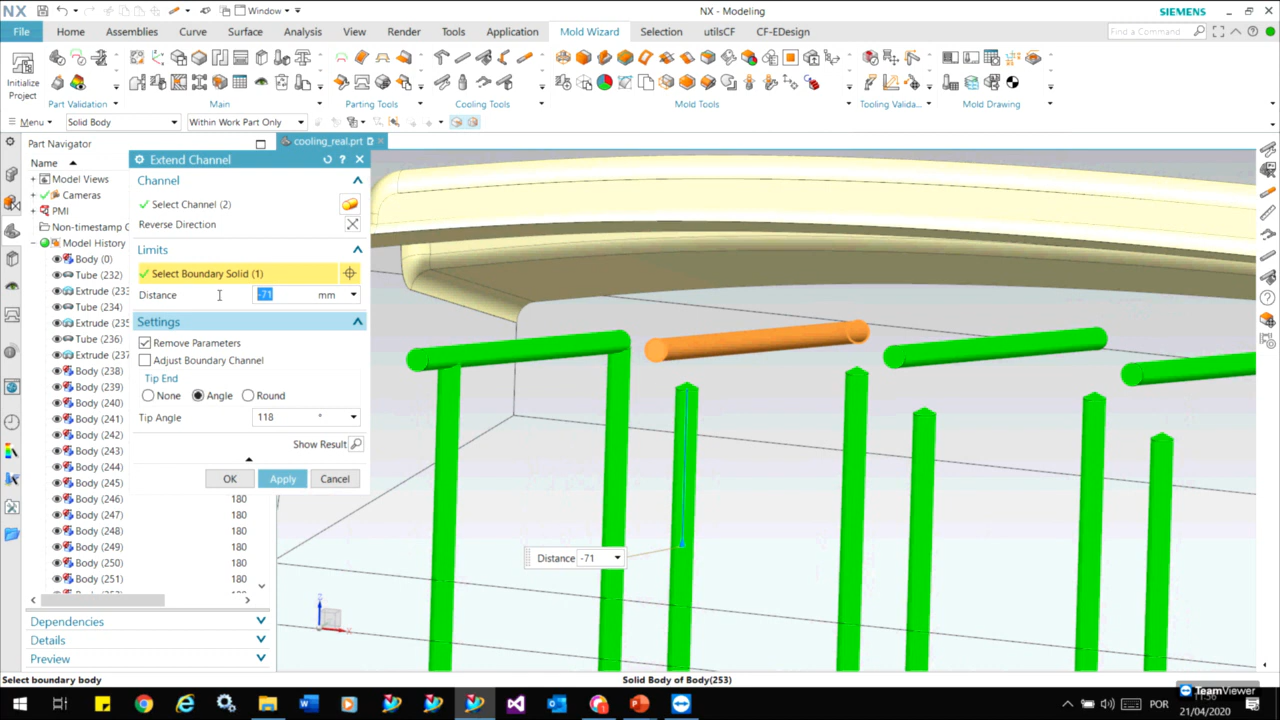 NX
Window
NX - Modeling
SIEMENS
File
Home
Assemblies
Curve
Surface
Analysis
View
Render
Tools
Application
Mold Wizard
Selection
utilsCF
CF-EDesign
Find a Command
Initialize
Project
Part Validation
Main
Parting Tools
Cooling Tools
Mold Tools
Tooling Valida...
Mold Drawing
Menu
Solid Body
Within Work Part Only
Part Navigator
cooling_real.prt
Name
Model Views
Cameras
PMI
Non-timestamp G
Model History
Body (0)
Tube (232)
Extrude (233
Tube (234)
Extrude (235
Tube (236)
Extrude (237
Body (238)
Body (239)
Body (240)
Body (241)
Body (242)
Body (243)
Body (244)
Body (245)
Body (246) 180
Body (247) 180
Body (248) 180
Body (249) 180
Body (250) 180
Body (251) 180
Dependencies
Details
Preview
Extend Channel
Channel
Select Channel (2)
Reverse Direction
Limits
Select Boundary Solid (1)
Distance -71 mm
Settings
Remove Parameters
Adjust Boundary Channel
Tip End
None Angle Round
Tip Angle 118 °
Show Result
OK Apply Cancel
Distance -71
Select boundary body
Solid Body of Body(253)
TeamViewer
POR
11:56
21/04/2020